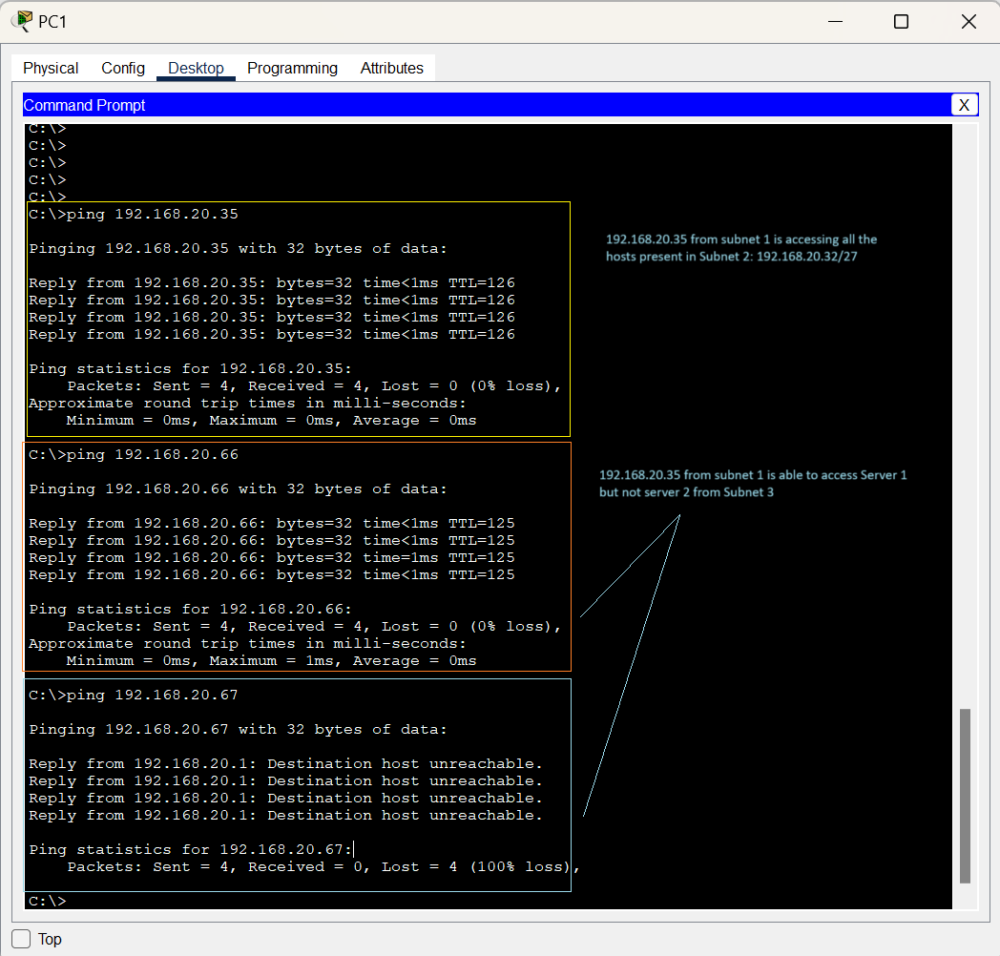 PC1
Physical Config Desktop Programming Attributes
Command Prompt X
C:\>
C:\>
C:\>
C:\>
C:\>
C:\>ping 192.168.20.35
Pinging 192.168.20.35 with 32 bytes of data:
Reply from 192.168.20.35: bytes=32 time<1ms TTL=126
Reply from 192.168.20.35: bytes=32 time<1ms TTL=126
Reply from 192.168.20.35: bytes=32 time<1ms TTL=126
Reply from 192.168.20.35: bytes=32 time<1ms TTL=126
Ping statistics for 192.168.20.35:
Packets: Sent = 4, Received = 4, Lost = 0 (0% loss),
Approximate round trip times in milli-seconds:
Minimum = 0ms, Maximum = 0ms, Average = 0ms
192.168.20.35 from subnet 1 is accessing all the
hosts present in Subnet 2: 192.168.20.32/27
C:\>ping 192.168.20.66
Pinging 192.168.20.66 with 32 bytes of data:
Reply from 192.168.20.66: bytes=32 time<1ms TTL=125
Reply from 192.168.20.66: bytes=32 time<1ms TTL=125
Reply from 192.168.20.66: bytes=32 time=1ms TTL=125
Reply from 192.168.20.66: bytes=32 time<1ms TTL=125
Ping statistics for 192.168.20.66:
Packets: Sent = 4, Received = 4, Lost = 0 (0% loss),
Approximate round trip times in milli-seconds:
Minimum = 0ms, Maximum = 1ms, Average = 0ms
192.168.20.35 from subnet 1 is able to access Server 1
but not server 2 from Subnet 3
C:\>ping 192.168.20.67
Pinging 192.168.20.67 with 32 bytes of data:
Reply from 192.168.20.1: Destination host unreachable.
Reply from 192.168.20.1: Destination host unreachable.
Reply from 192.168.20.1: Destination host unreachable.
Reply from 192.168.20.1: Destination host unreachable.
Ping statistics for 192.168.20.67:
Packets: Sent = 4, Received = 0, Lost = 4 (100% loss),
C:\>
Top